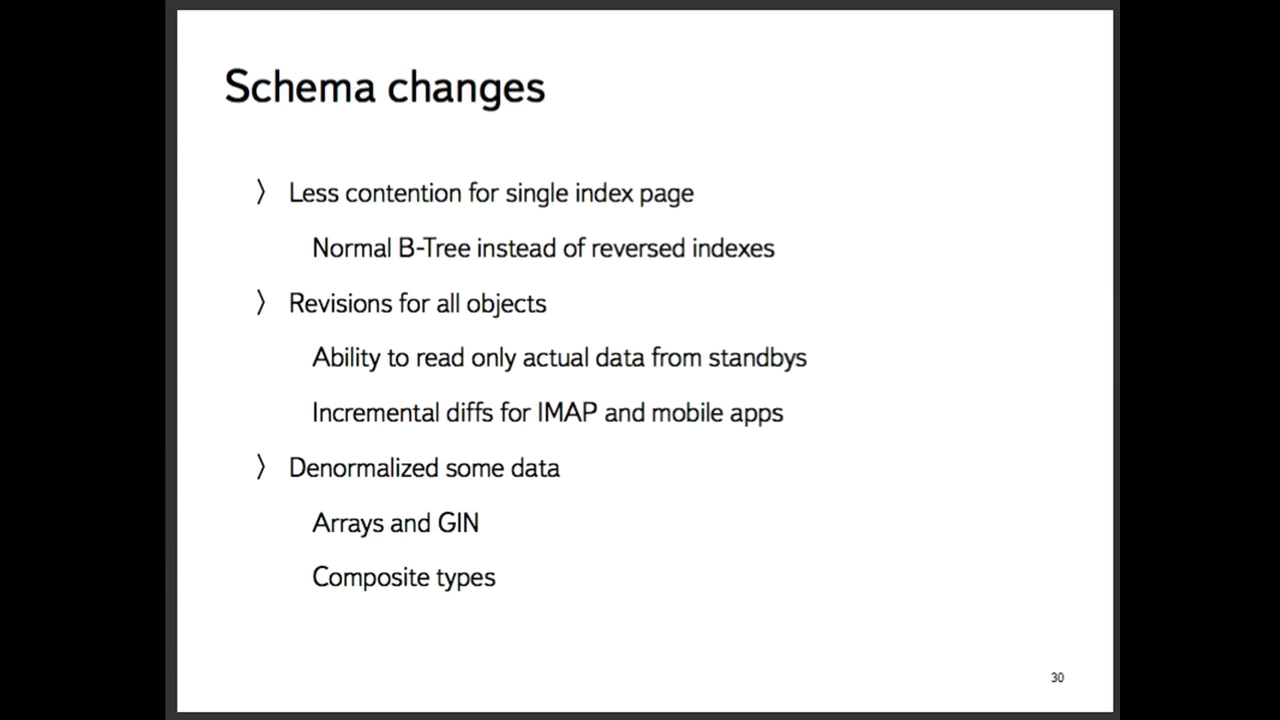 Schema changes
〉 Less contention for single index page
Normal B-Tree instead of reversed indexes
〉 Revisions for all objects
Ability to read only actual data from standbys
Incremental diffs for IMAP and mobile apps
〉 Denormalized some data
Arrays and GIN
Composite types
30